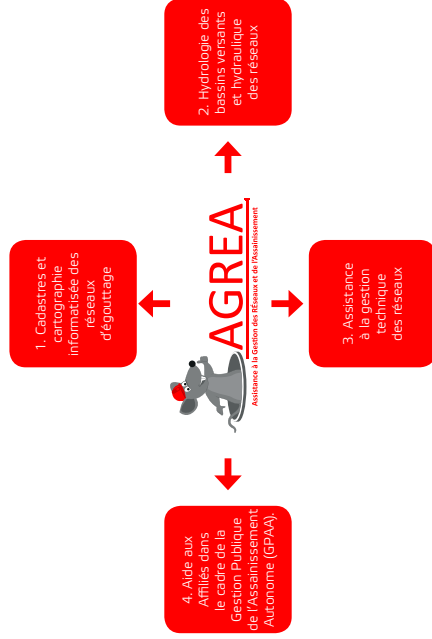 1. Cadastres et
cartographie
informatisée des
réseaux
d'égouttage
2. Hydrologie des
bassins versants
et hydraulique
des réseaux
AGREA
Assistance à la Gestion des REseaux et de l'Assainissement
3. Assistance
à la gestion
technique
des réseaux
4. Aide aux
Affiliés dans
le cadre de la
Gestion Publique
de l'Assainissement
Autonome (GPAA).